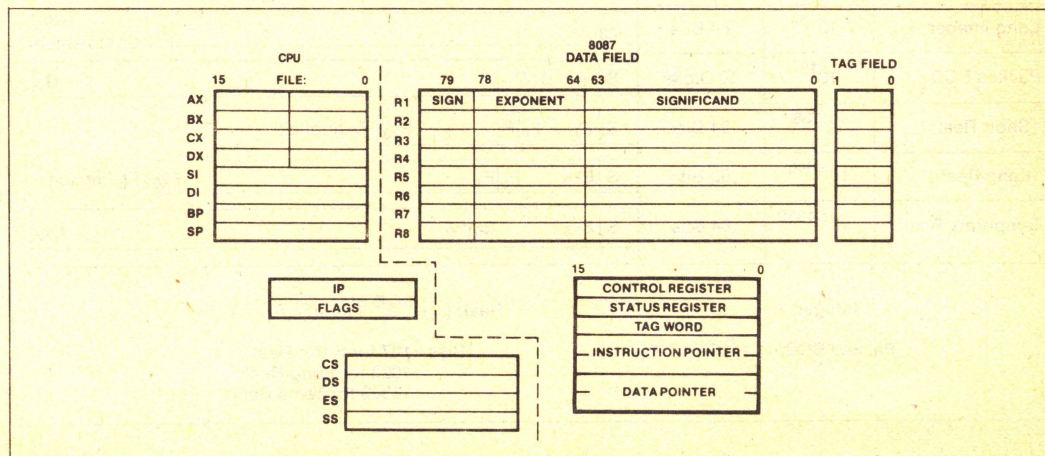 CPU
15 FILE: 0
AX
BX
CX
DX
SI
DI
BP
SP
IP
FLAGS
CS
DS
ES
SS
8087
DATA FIELD
79 78 64 63 0
R1 SIGN EXPONENT SIGNIFICAND
R2
R3
R4
R5
R6
R7
R8
TAG FIELD
1 0
15 0
CONTROL REGISTER
STATUS REGISTER
TAG WORD
INSTRUCTION POINTER
DATA POINTER